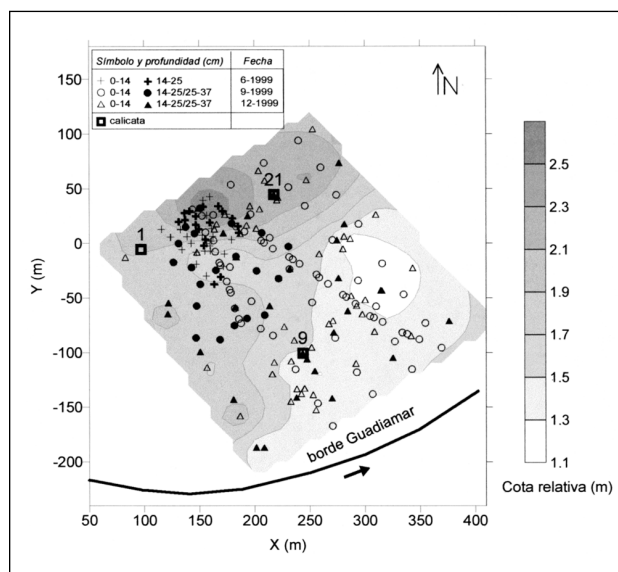 Símbolo y profundidad (cm) Fecha
+ 0-14 + 14-25 6-1999
○ 0-14 ● 14-25/25-37 9-1999
△ 0-14 ▲ 14-25/25-37 12-1999
calicata
N
150
100
50
0
-50
-100
-150
-200
Y (m)
21
1
9
borde Guadiamar
50 100 150 200 250 300 350 400
X (m)
2.5
2.3
2.1
1.9
1.7
1.5
1.3
1.1
Cota relativa (m)